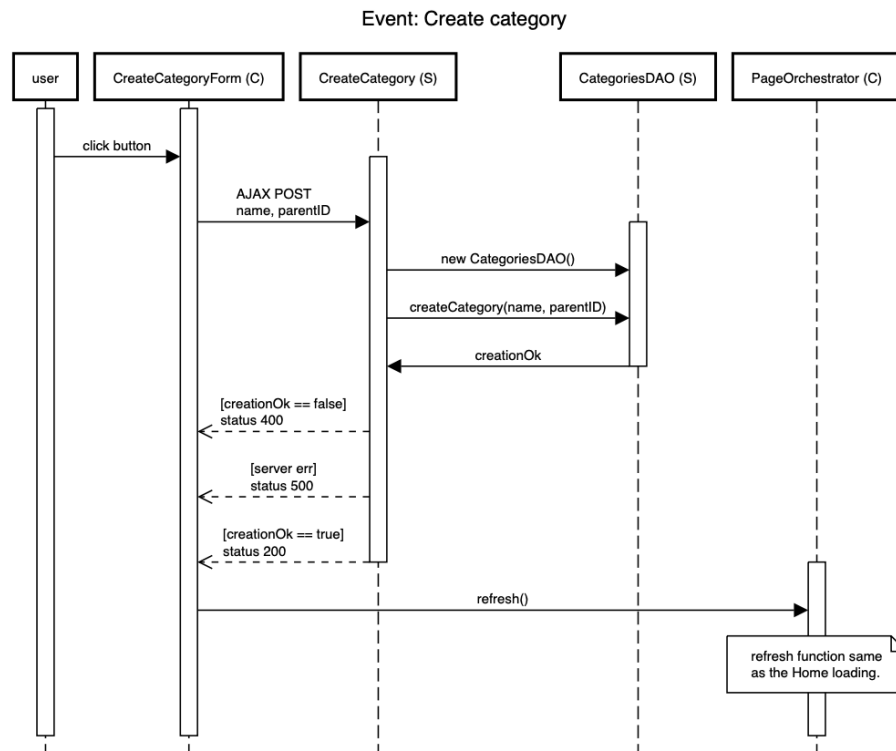 Event: Create category
user
CreateCategoryForm (C)
CreateCategory (S)
CategoriesDAO (S)
PageOrchestrator (C)
click button
AJAX POST
name, parentID
new CategoriesDAO()
createCategory(name, parentID)
creationOk
[creationOk == false]
status 400
[server err]
status 500
[creationOk == true]
status 200
refresh()
refresh function same
as the Home loading.